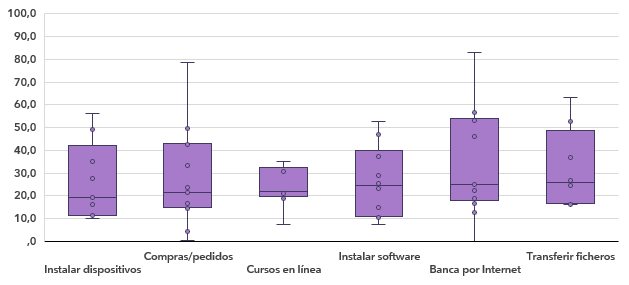 100,0
90,0
80,0
70,0
60,0
50,0
40,0
30,0
20,0
10,0
,0
Instalar dispositivos
Compras/pedidos
Cursos en línea
Instalar software
Banca por Internet
Transferir ficheros